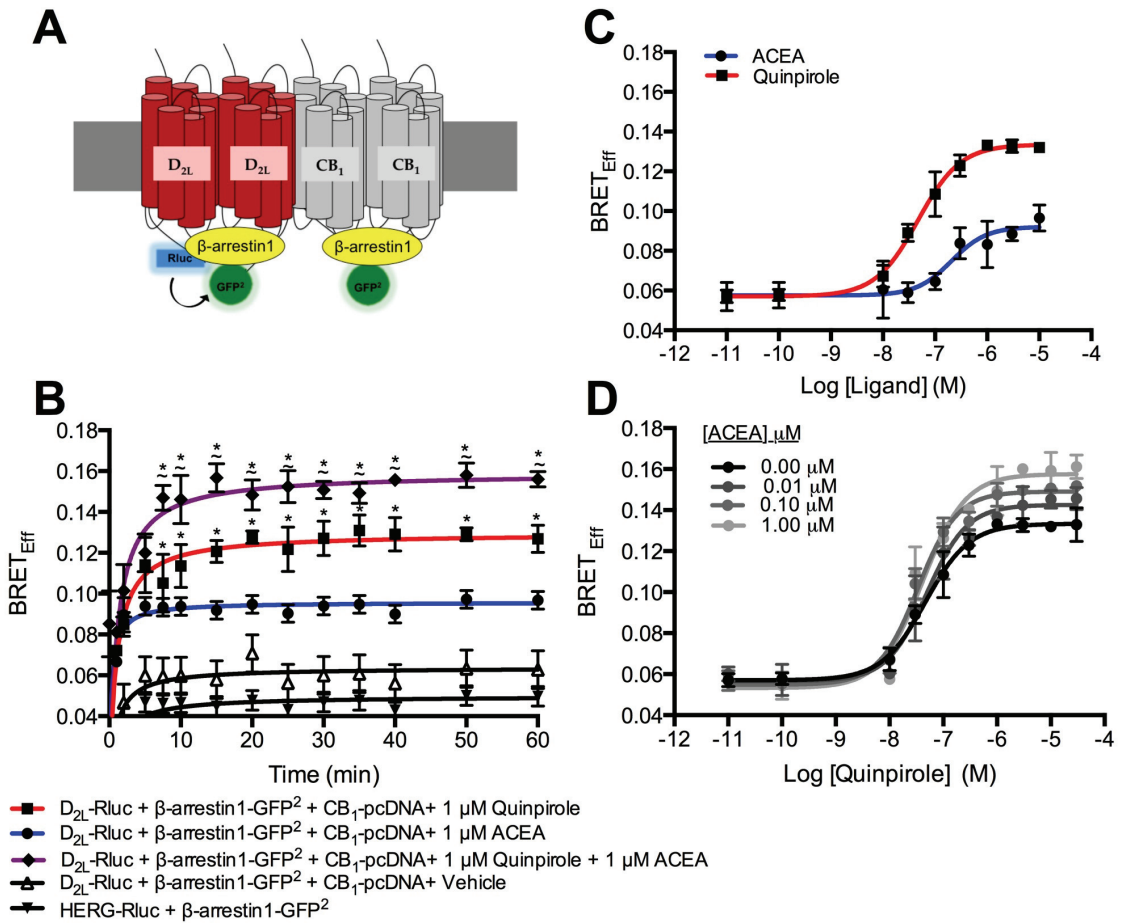 A
D2L
D2L
CB1
CB1
Rluc
β-arrestin1
β-arrestin1
GFP²
GFP²
C
ACEA
Quinpirole
BRETEff
0.18
0.16
0.14
0.12
0.10
0.08
0.06
0.04
-12 -11 -10 -9 -8 -7 -6 -5 -4
Log [Ligand] (M)
B
BRETEff
0.18
0.16
0.14
0.12
0.10
0.08
0.06
0.04
* * * * * * * * * *
~ ~ ~ ~ ~ ~ ~ ~ ~ ~
* * * * * * * * * *
0 10 20 30 40 50 60
Time (min)
D2L-Rluc + β-arrestin1-GFP² + CB1-pcDNA+ 1 μM Quinpirole
D2L-Rluc + β-arrestin1-GFP² + CB1-pcDNA+ 1 μM ACEA
D2L-Rluc + β-arrestin1-GFP² + CB1-pcDNA+ 1 μM Quinpirole + 1 μM ACEA
D2L-Rluc + β-arrestin1-GFP² + CB1-pcDNA+ Vehicle
HERG-Rluc + β-arrestin1-GFP²
D
[ACEA] μM
0.00 μM
0.01 μM
0.10 μM
1.00 μM
BRETEff
0.18
0.16
0.14
0.12
0.10
0.08
0.06
0.04
-12 -11 -10 -9 -8 -7 -6 -5 -4
Log [Quinpirole] (M)